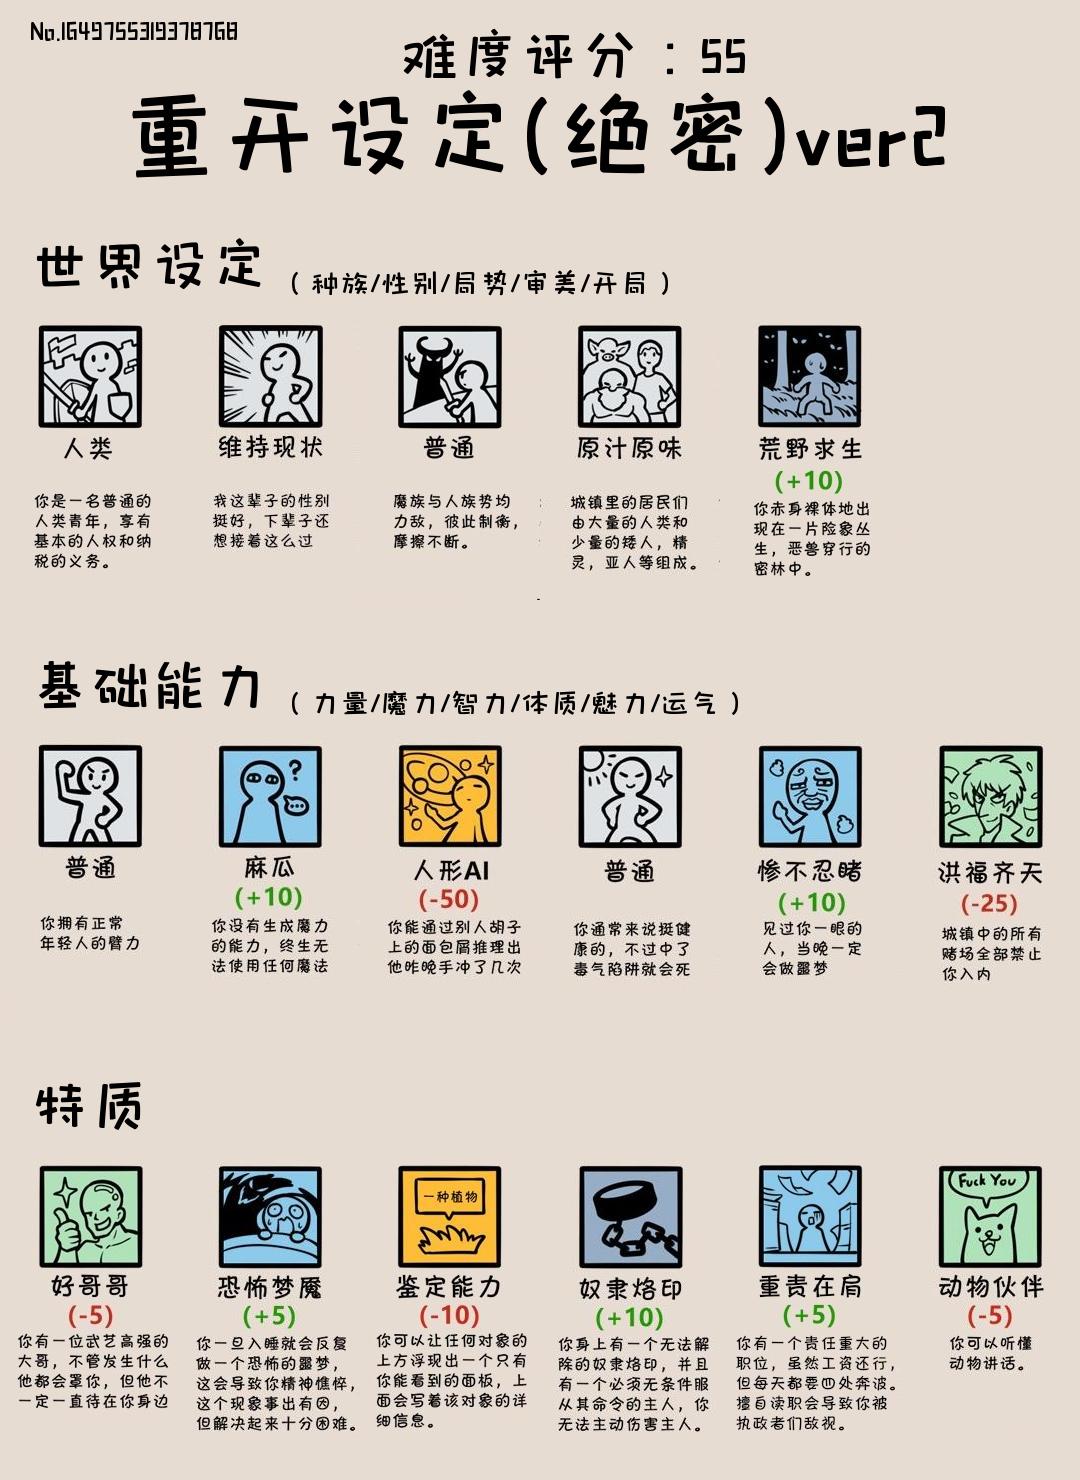 No.1649755319378768
难度评分：55
重开设定(绝密)ver2
世界设定 （种族/性别/局势/审美/开局）
人类
你是一名普通的
人类青年，享有
基本的人权和纳
税的义务。
维持现状
我这辈子的性别
挺好，下辈子还
想接着这么过
普通
魔族与人族势均
力敌，彼此制衡，
摩擦不断。
原汁原味
城镇里的居民们
由大量的人类和
少量的矮人，精
灵，亚人等组成。
荒野求生
(+10)
你赤身裸体地出
现在一片险象丛
生，恶兽穿行的
密林中。
基础能力 （力量/魔力/智力/体质/魅力/运气）
普通
你拥有正常
年轻人的臂力
麻瓜
(+10)
你没有生成魔力
的能力，终生无
法使用任何魔法
人形AI
(-50)
你能通过别人胡子
上的面包屑推理出
他昨晚手冲了几次
普通
你通常来说挺健
康的，不过中了
毒气陷阱就会死
惨不忍睹
(+10)
见过你一眼的
人，当晚一定
会做噩梦
洪福齐天
(-25)
城镇中的所有
赌场全部禁止
你入内
特质
好哥哥
(-5)
你有一位武艺高强的
大哥，不管发生什么
他都会罩你，但他不
一定一直待在你身边
恐怖梦魇
(+5)
你一旦入睡就会反复
做一个恐怖的噩梦，
这会导致你精神憔悴，
这个现象事出有因，
但解决起来十分困难。
一种植物
鉴定能力
(-10)
你可以让任何对象的
上方浮现出一个只有
你能看到的面板，上
面会写着该对象的详
细信息。
奴隶烙印
(+10)
你身上有一个无法解
除的奴隶烙印，并且
有一个必须无条件服
从其命令的主人，你
无法主动伤害主人。
重责在肩
(+5)
你有一个责任重大的
职位，虽然工资还行，
但每天都要四处奔波。
擅自渎职会导致你被
执政者们敌视。
Fuck You
动物伙伴
(-5)
你可以听懂
动物讲话。